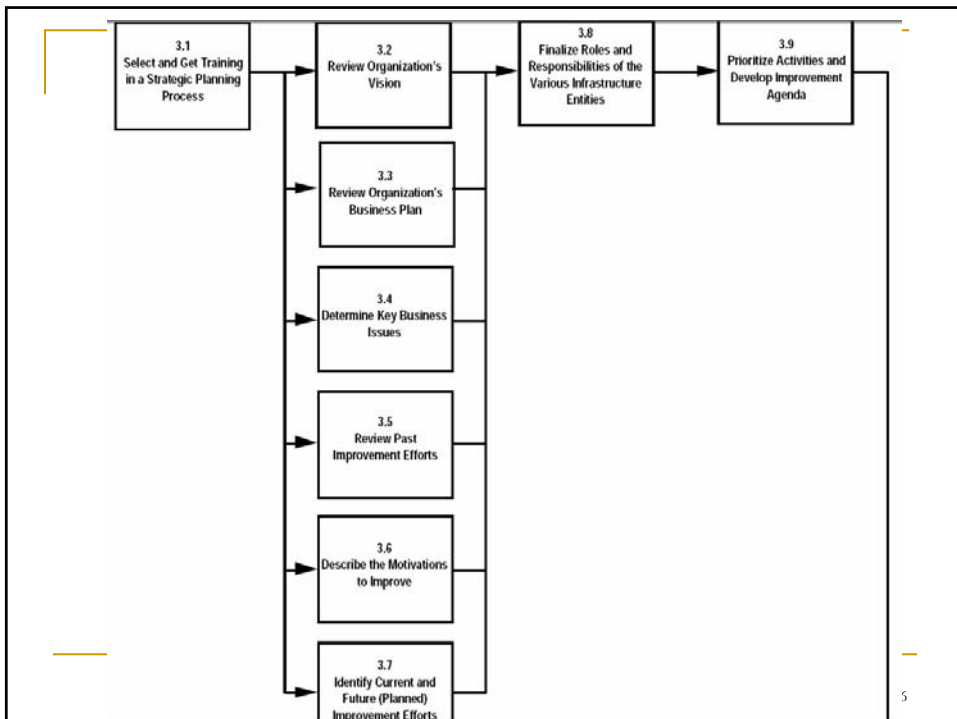 3.1
Select and Get Training
in a Strategic Planning
Process
3.2
Review Organization's
Vision
3.3
Review Organization's
Business Plan
3.4
Determine Key Business
Issues
3.5
Review Past
Improvement Efforts
3.6
Describe the Motivations
to Improve
3.7
Identify Current and
Future (Planned)
Improvement Efforts
3.8
Finalize Roles and
Responsibilities of the
Various Infrastructure
Entities
3.9
Prioritize Activities and
Develop Improvement
Agenda